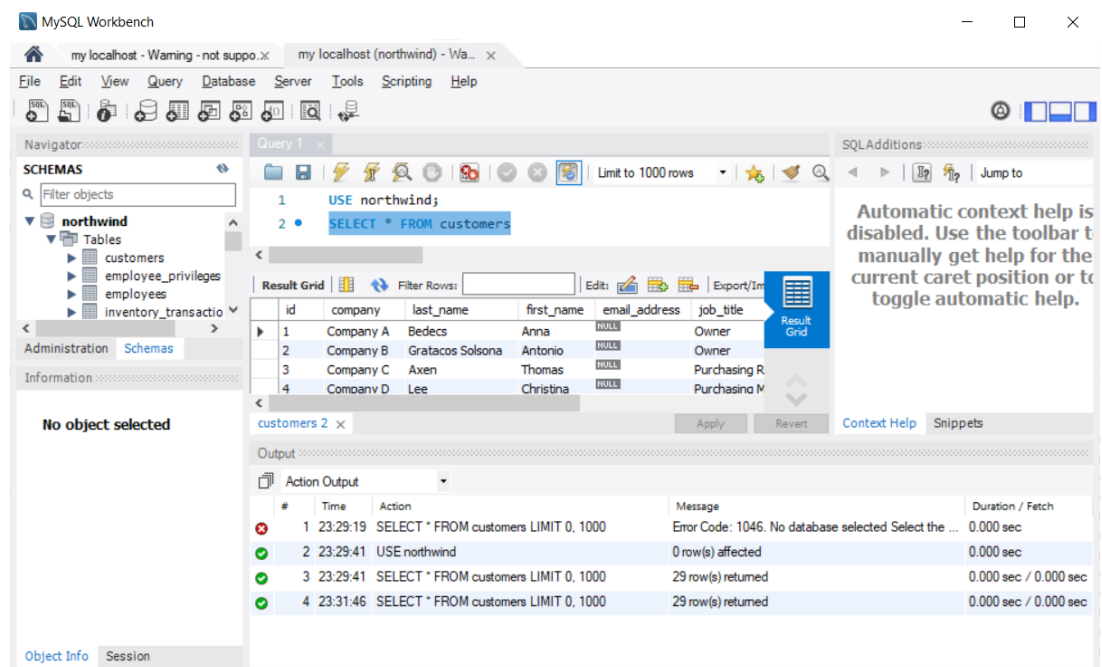 MySQL Workbench
my localhost - Warning - not suppo.
my localhost (northwind) - Wa...
File Edit View Query Database Server Tools Scripting Help
Navigator
SCHEMAS
Filter objects
northwind
Tables
customers
employee_privileges
employees
inventory_transactio
Administration Schemas
Information
No object selected
Object Info Session
Query 1
Limit to 1000 rows
1 USE northwind;
2 SELECT * FROM customers
Result Grid Filter Rows: Edit: Export/Im
id company last_name first_name email_address job_title
1 Company A Bedecs Anna NULL Owner
2 Company B Gratacos Solsona Antonio NULL Owner
3 Company C Axen Thomas NULL Purchasing R
4 Company D Lee Christina NULL Purchasing M
Result
Grid
customers 2
Apply Revert
SQLAdditions
Jump to
Automatic context help is
disabled. Use the toolbar to
manually get help for the
current caret position or to
toggle automatic help.
Context Help Snippets
Output
Action Output
# Time Action Message Duration / Fetch
1 23:29:19 SELECT * FROM customers LIMIT 0, 1000 Error Code: 1046. No database selected Select the ... 0.000 sec
2 23:29:41 USE northwind 0 row(s) affected 0.000 sec
3 23:29:41 SELECT * FROM customers LIMIT 0, 1000 29 row(s) returned 0.000 sec / 0.000 sec
4 23:31:46 SELECT * FROM customers LIMIT 0, 1000 29 row(s) returned 0.000 sec / 0.000 sec